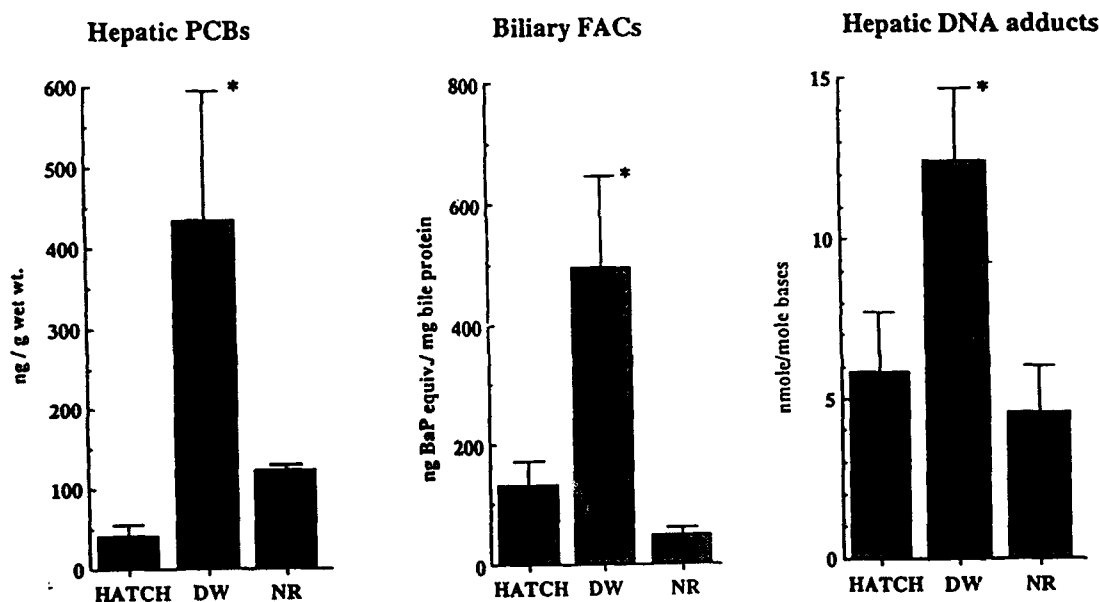 Hepatic PCBs
600
500
400
300
200
100
0
ng / g wet wt.
*
HATCH DW NR
Biliary FACs
800
600
400
200
0
ng BaP equiv./ mg bile protein
*
HATCH DW NR
Hepatic DNA adducts
15
10
5
0
nmole/mole bases
*
HATCH DW NR